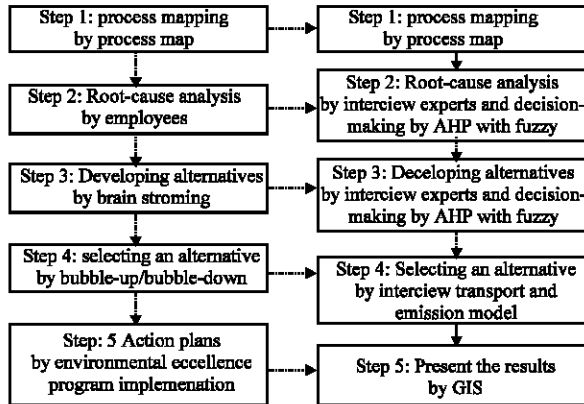 Step 1: process mapping
by process map
Step 2: Root-cause analysis
by employees
Step 3: Developing alternatives
by brain stroming
Step 4: selecting an alternative
by bubble-up/bubble-down
Step: 5 Action plans
by environmental eccellence
program implemenation
Step 1: process mapping
by process map
Step 2: Root-cause analysis
by interciew experts and decision-
making by AHP with fuzzy
Step 3: Deceloping alternatives
by interciew experts and decision-
making by AHP with fuzzy
Step 4: Selecting an alternative
by interciew transport and
emission model
Step 5: Present the results
by GIS